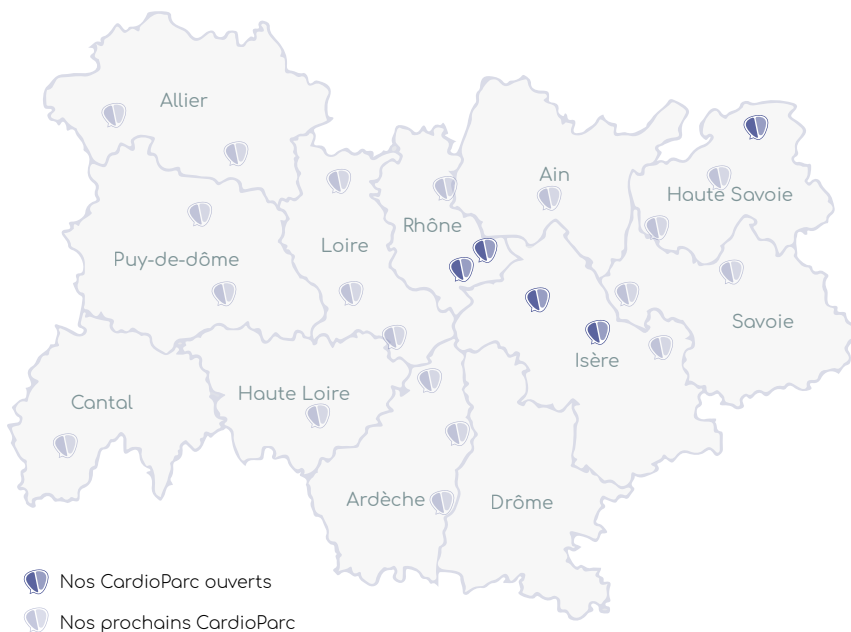 Allier
Ain
Haute Savoie
Rhône
Loire
Puy-de-dôme
Savoie
Isère
Haute Loire
Cantal
Ardèche
Drôme
Nos CardioParc ouverts
Nos prochains CardioParc